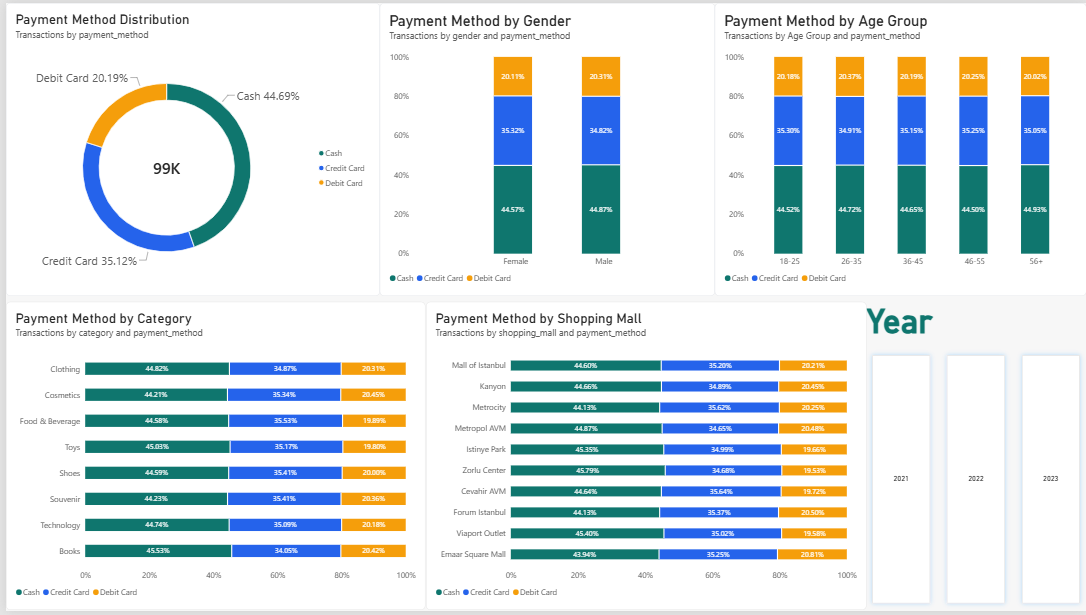 Payment Method Distribution
Transactions by payment_method
Debit Card 20.19%
Cash 44.69%
99K
Credit Card 35.12%
Cash
Credit Card
Debit Card
Payment Method by Gender
Transactions by gender and payment_method
100%
80%
60%
40%
20%
0%
20.11% 20.31%
35.32% 34.82%
44.57% 44.87%
Female Male
Cash Credit Card Debit Card
Payment Method by Age Group
Transactions by Age Group and payment_method
100%
80%
60%
40%
20%
0%
20.18% 20.37% 20.19% 20.25% 20.02%
35.30% 34.91% 35.15% 35.25% 35.05%
44.52% 44.72% 44.65% 44.50% 44.93%
18-25 26-35 36-45 46-55 56+
Cash Credit Card Debit Card
Payment Method by Category
Transactions by category and payment_method
Clothing 44.82% 34.87% 20.31%
Cosmetics 44.21% 35.34% 20.45%
Food & Beverage 44.58% 35.53% 19.89%
Toys 45.03% 35.17% 19.80%
Shoes 44.59% 35.41% 20.00%
Souvenir 44.23% 35.41% 20.36%
Technology 44.74% 35.09% 20.18%
Books 45.53% 34.05% 20.42%
0% 20% 40% 60% 80% 100%
Cash Credit Card Debit Card
Payment Method by Shopping Mall
Transactions by shopping_mall and payment_method
Mall of Istanbul 44.60% 35.20% 20.21%
Kanyon 44.66% 34.89% 20.45%
Metrocity 44.13% 35.62% 20.25%
Metropol AVM 44.87% 34.65% 20.48%
Istinye Park 45.35% 34.99% 19.66%
Zorlu Center 45.79% 34.68% 19.53%
Cevahir AVM 44.64% 35.64% 19.72%
Forum Istanbul 44.13% 35.37% 20.50%
Viaport Outlet 45.40% 35.02% 19.58%
Emaar Square Mall 43.94% 35.25% 20.81%
0% 20% 40% 60% 80% 100%
Cash Credit Card Debit Card
Year
2021 2022 2023